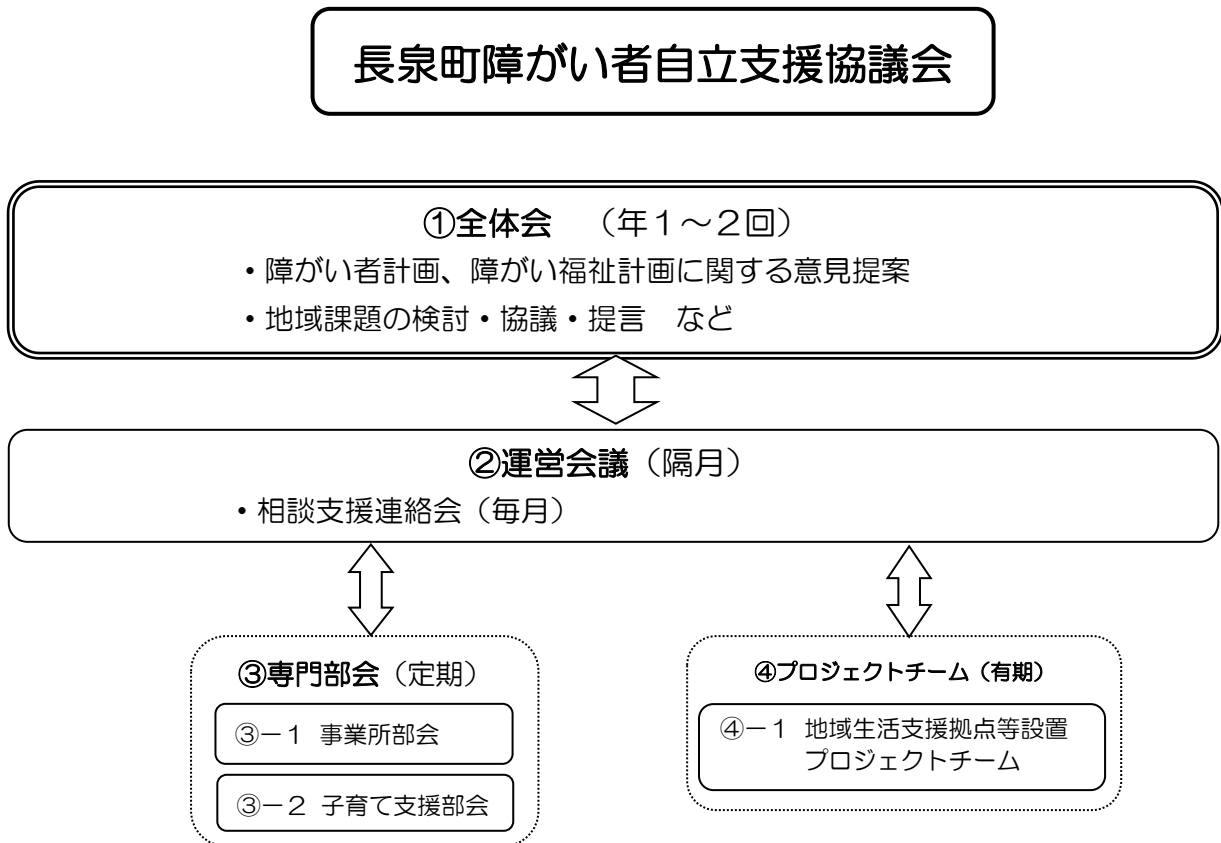 長泉町障がい者自立支援協議会
①全体会　（年１～２回）
・障がい者計画、障がい福祉計画に関する意見提案
・地域課題の検討・協議・提言　など
②運営会議（隔月）
・相談支援連絡会（毎月）
③専門部会（定期）
③－１ 事業所部会
③－２ 子育て支援部会
④プロジェクトチーム（有期）
④－１ 地域生活支援拠点等設置
プロジェクトチーム